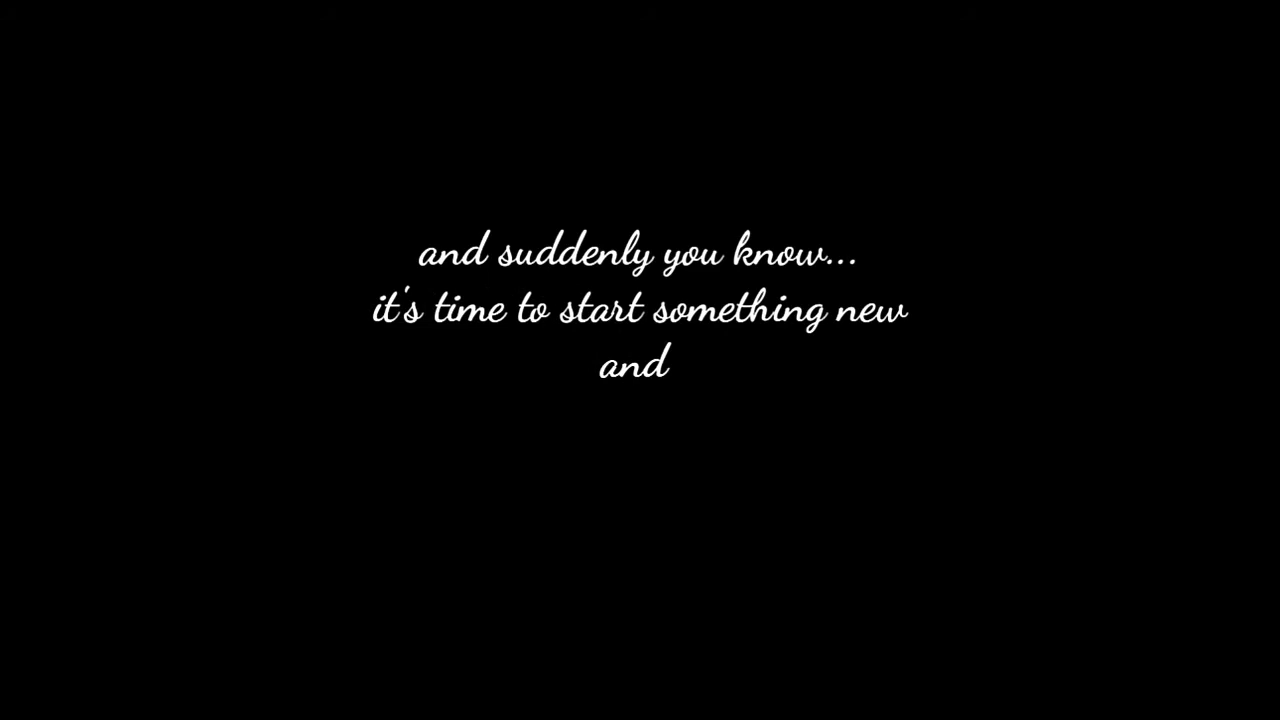 and suddenly you know...
it's time to start something new
and